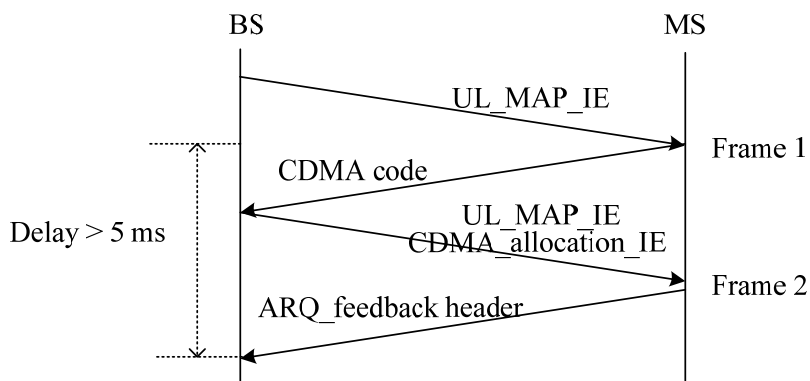 BS
MS
UL_MAP_IE
Frame 1
CDMA code
UL_MAP_IE
Delay > 5 ms
CDMA_allocation_IE
Frame 2
ARQ_feedback header